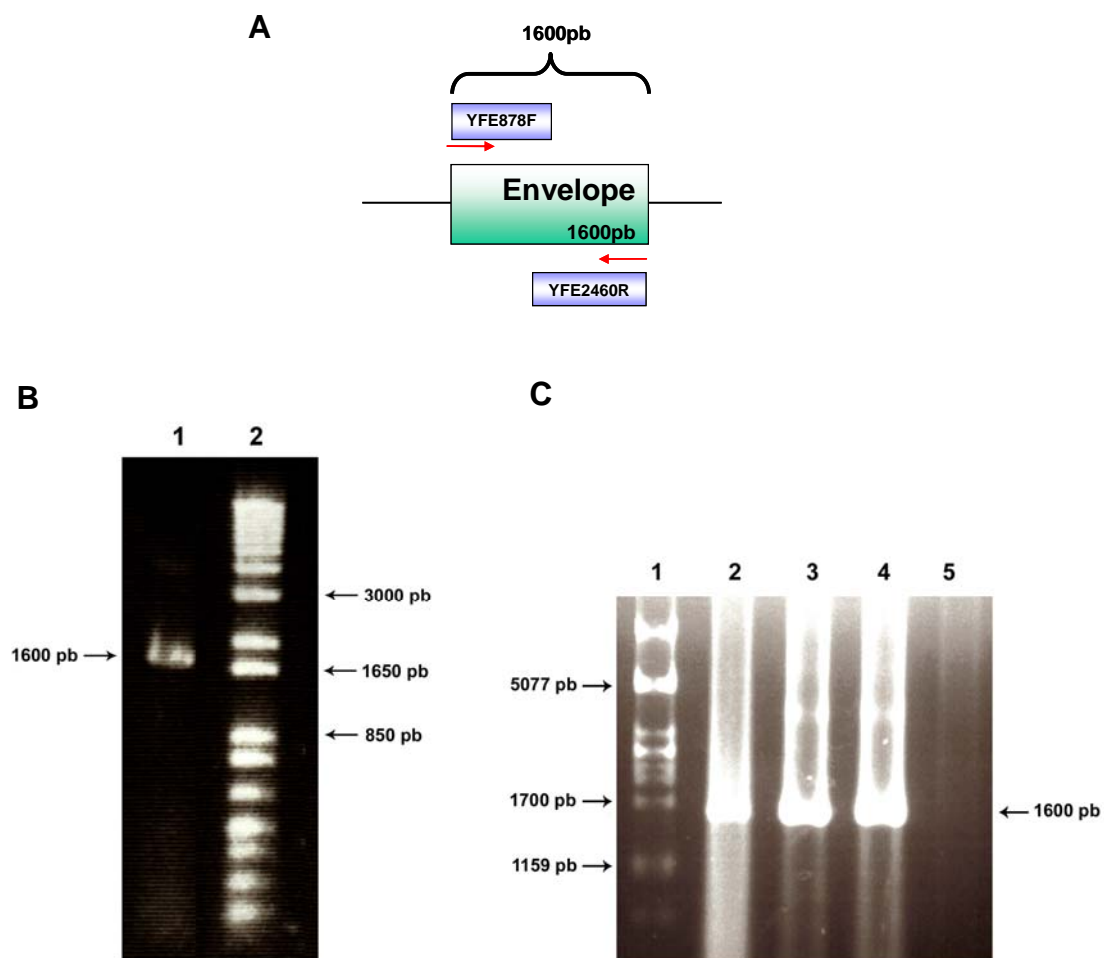 A
1600pb
YFE878F
Envelope
1600pb
YFE2460R
B
1 2
3000 pb
1600 pb
1650 pb
850 pb
C
1 2 3 4 5
5077 pb
1700 pb
1600 pb
1159 pb